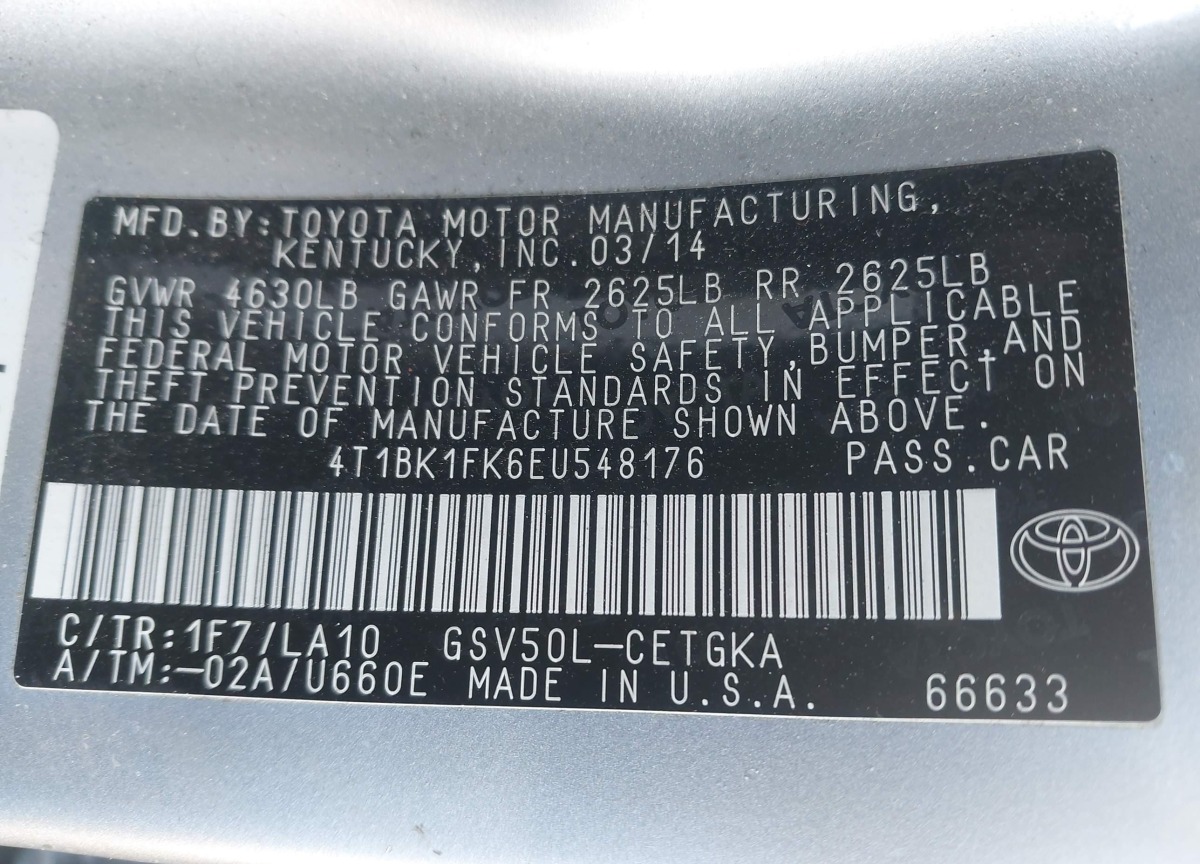 MFD.BY:TOYOTA MOTOR MANUFACTURING,
KENTUCKY,INC.03/14
GVWR 4630LB GAWR FR 2625LB RR 2625LB
THIS VEHICLE CONFORMS TO ALL APPLICABLE
FEDERAL MOTOR VEHICLE SAFETY,BUMPER,AND
THEFT PREVENTION STANDARDS IN EFFECT ON
THE DATE OF MANUFACTURE SHOWN ABOVE.
4T1BK1FK6EU548176 PASS.CAR
C/TR:1F7/LA10 GSV50L-CETGKA
A/TM:-02A/U660E MADE IN U.S.A. 66633